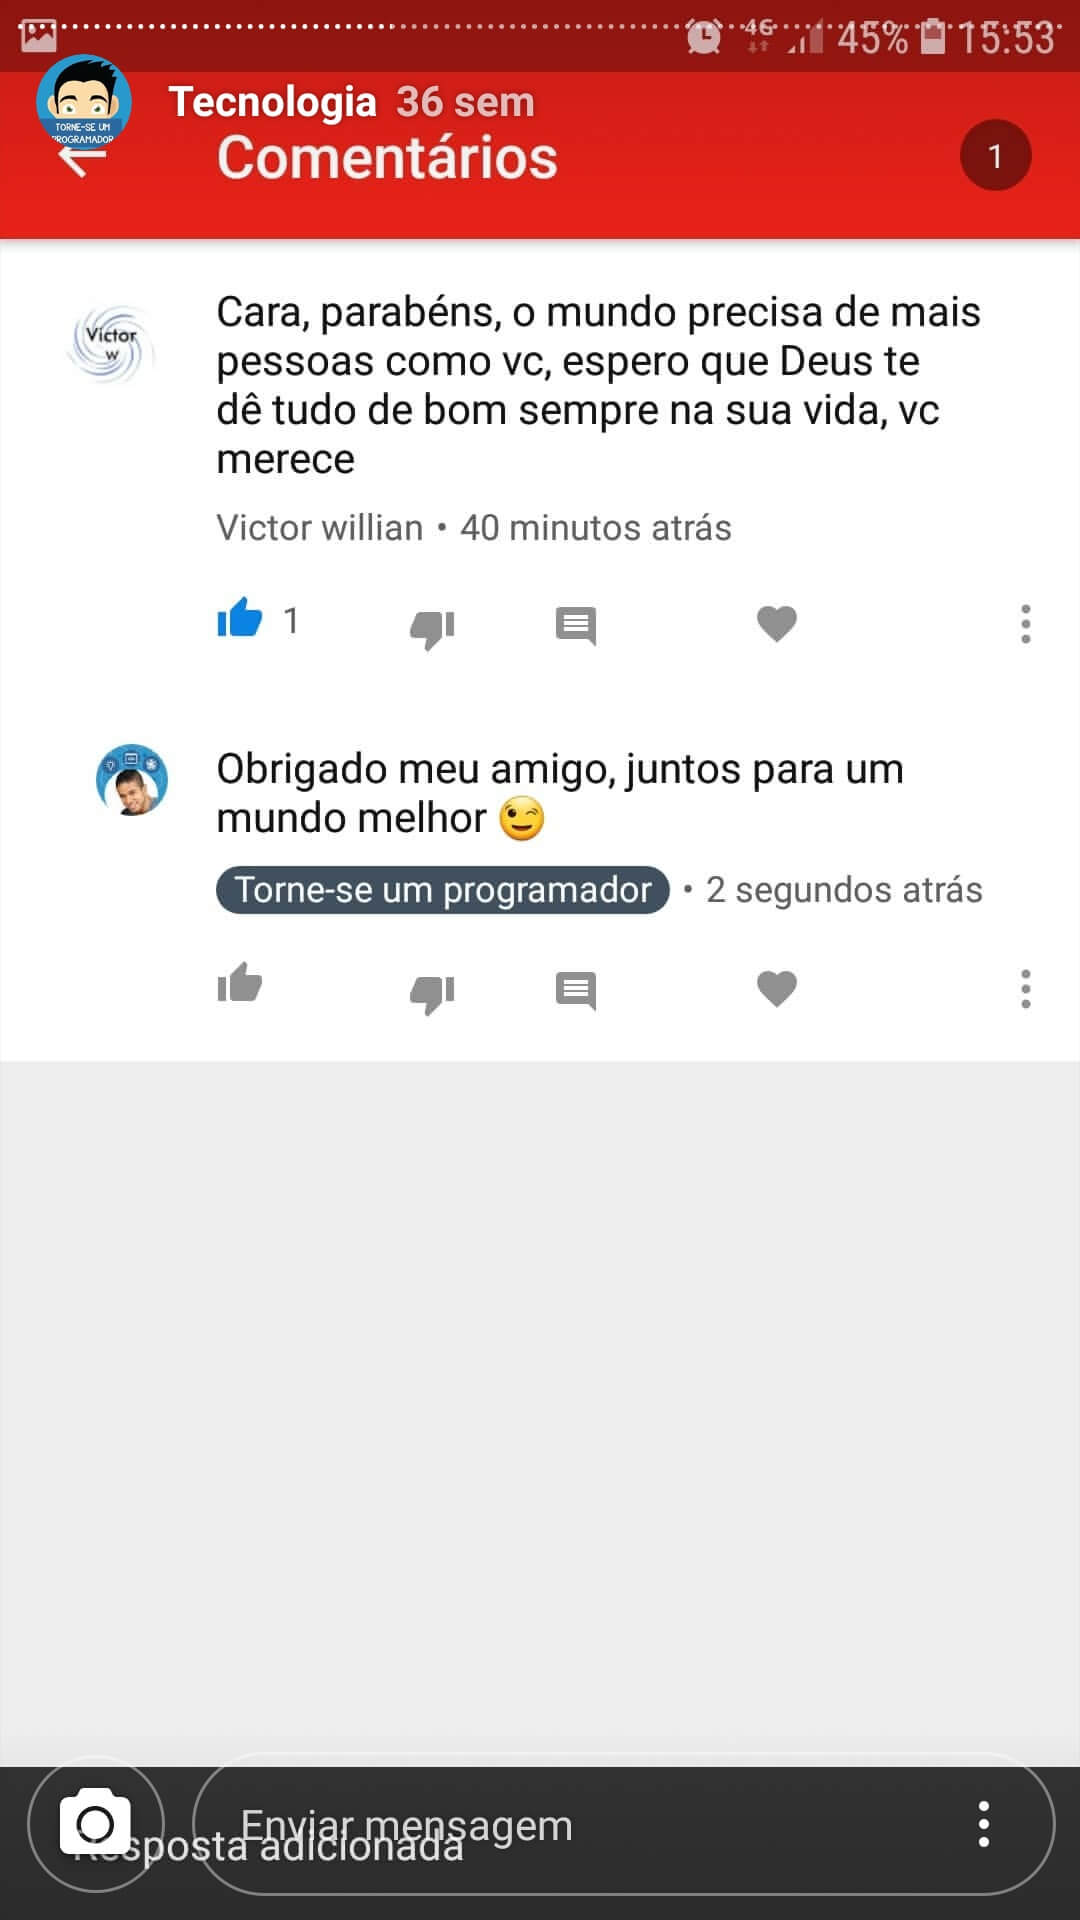 4G 45% 15:53
TORNE-SE UM
PROGRAMADOR
Tecnologia 36 sem
Comentários
1
Victor
W
Cara, parabéns, o mundo precisa de mais
pessoas como vc, espero que Deus te
dê tudo de bom sempre na sua vida, vc
merece
Victor willian • 40 minutos atrás
1
Obrigado meu amigo, juntos para um
mundo melhor 😉
Torne-se um programador • 2 segundos atrás
Enviar mensagem
Resposta adicionada